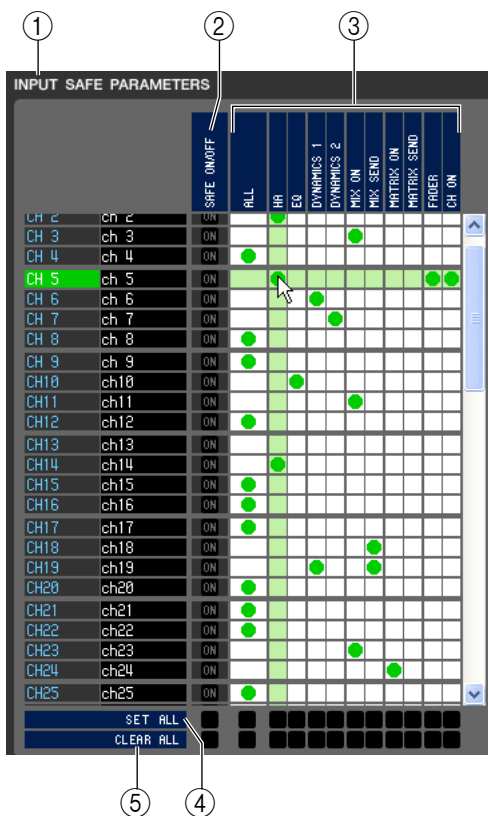 ① ② ③
INPUT SAFE PARAMETERS
SAFE ON/OFF ALL HA EQ DYNAMICS 1 DYNAMICS 2 MIX ON MIX SEND MATRIX ON MATRIX SEND FADER CH ON
CH 2 ch 2 ON
CH 3 ch 3 ON
CH 4 ch 4 ON
CH 5 ch 5 ON
CH 6 ch 6 ON
CH 7 ch 7 ON
CH 8 ch 8 ON
CH 9 ch 9 ON
CH10 ch10 ON
CH11 ch11 ON
CH12 ch12 ON
CH13 ch13 ON
CH14 ch14 ON
CH15 ch15 ON
CH16 ch16 ON
CH17 ch17 ON
CH18 ch18 ON
CH19 ch19 ON
CH20 ch20 ON
CH21 ch21 ON
CH22 ch22 ON
CH23 ch23 ON
CH24 ch24 ON
CH25 ch25 ON
SET ALL
CLEAR ALL
⑤ ④